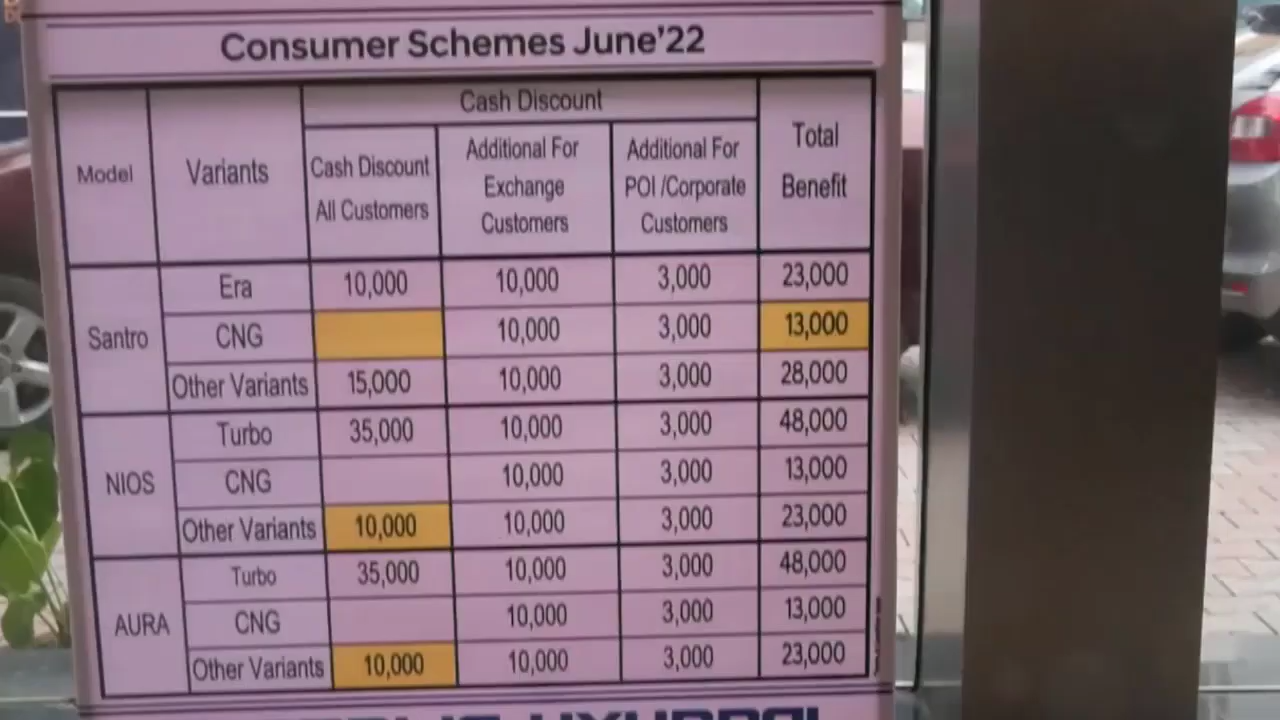 Consumer Schemes June'22
Cash Discount
Model Variants Cash Discount All Customers Additional For Exchange Customers Additional For POI /Corporate Customers Total Benefit
Santro
Era 10,000 10,000 3,000 23,000
CNG 10,000 3,000 13,000
Other Variants 15,000 10,000 3,000 28,000
NIOS
Turbo 35,000 10,000 3,000 48,000
CNG 10,000 3,000 13,000
Other Variants 10,000 10,000 3,000 23,000
AURA
Turbo 35,000 10,000 3,000 48,000
CNG 10,000 3,000 13,000
Other Variants 10,000 10,000 3,000 23,000